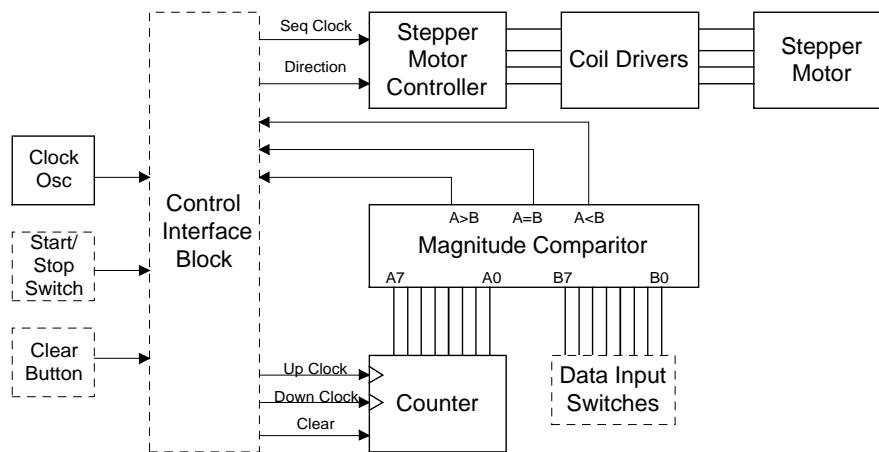 Seq Clock
Direction
Stepper
Motor
Controller
Coil Drivers
Stepper
Motor
Clock
Osc
Start/
Stop
Switch
Clear
Button
Control
Interface
Block
A>B
A=B
A<B
Magnitude Comparitor
A7
A0
B7
B0
Up Clock
Down Clock
Clear
Counter
Data Input
Switches